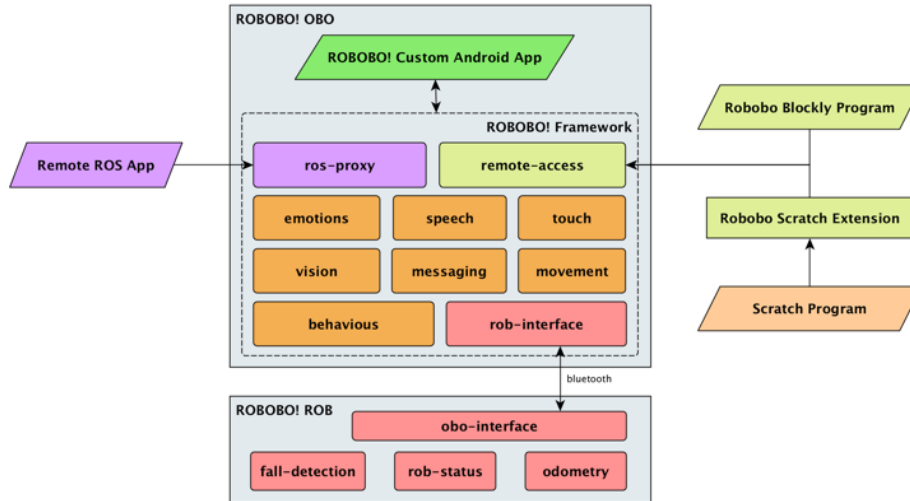 ROBOBO! OBO
ROBOBO! Custom Android App
ROBOBO! Framework
Robobo Blockly Program
Remote ROS App
ros-proxy
remote-access
emotions
speech
touch
Robobo Scratch Extension
vision
messaging
movement
Scratch Program
behavious
rob-interface
bluetooth
ROBOBO! ROB
obo-interface
fall-detection
rob-status
odometry